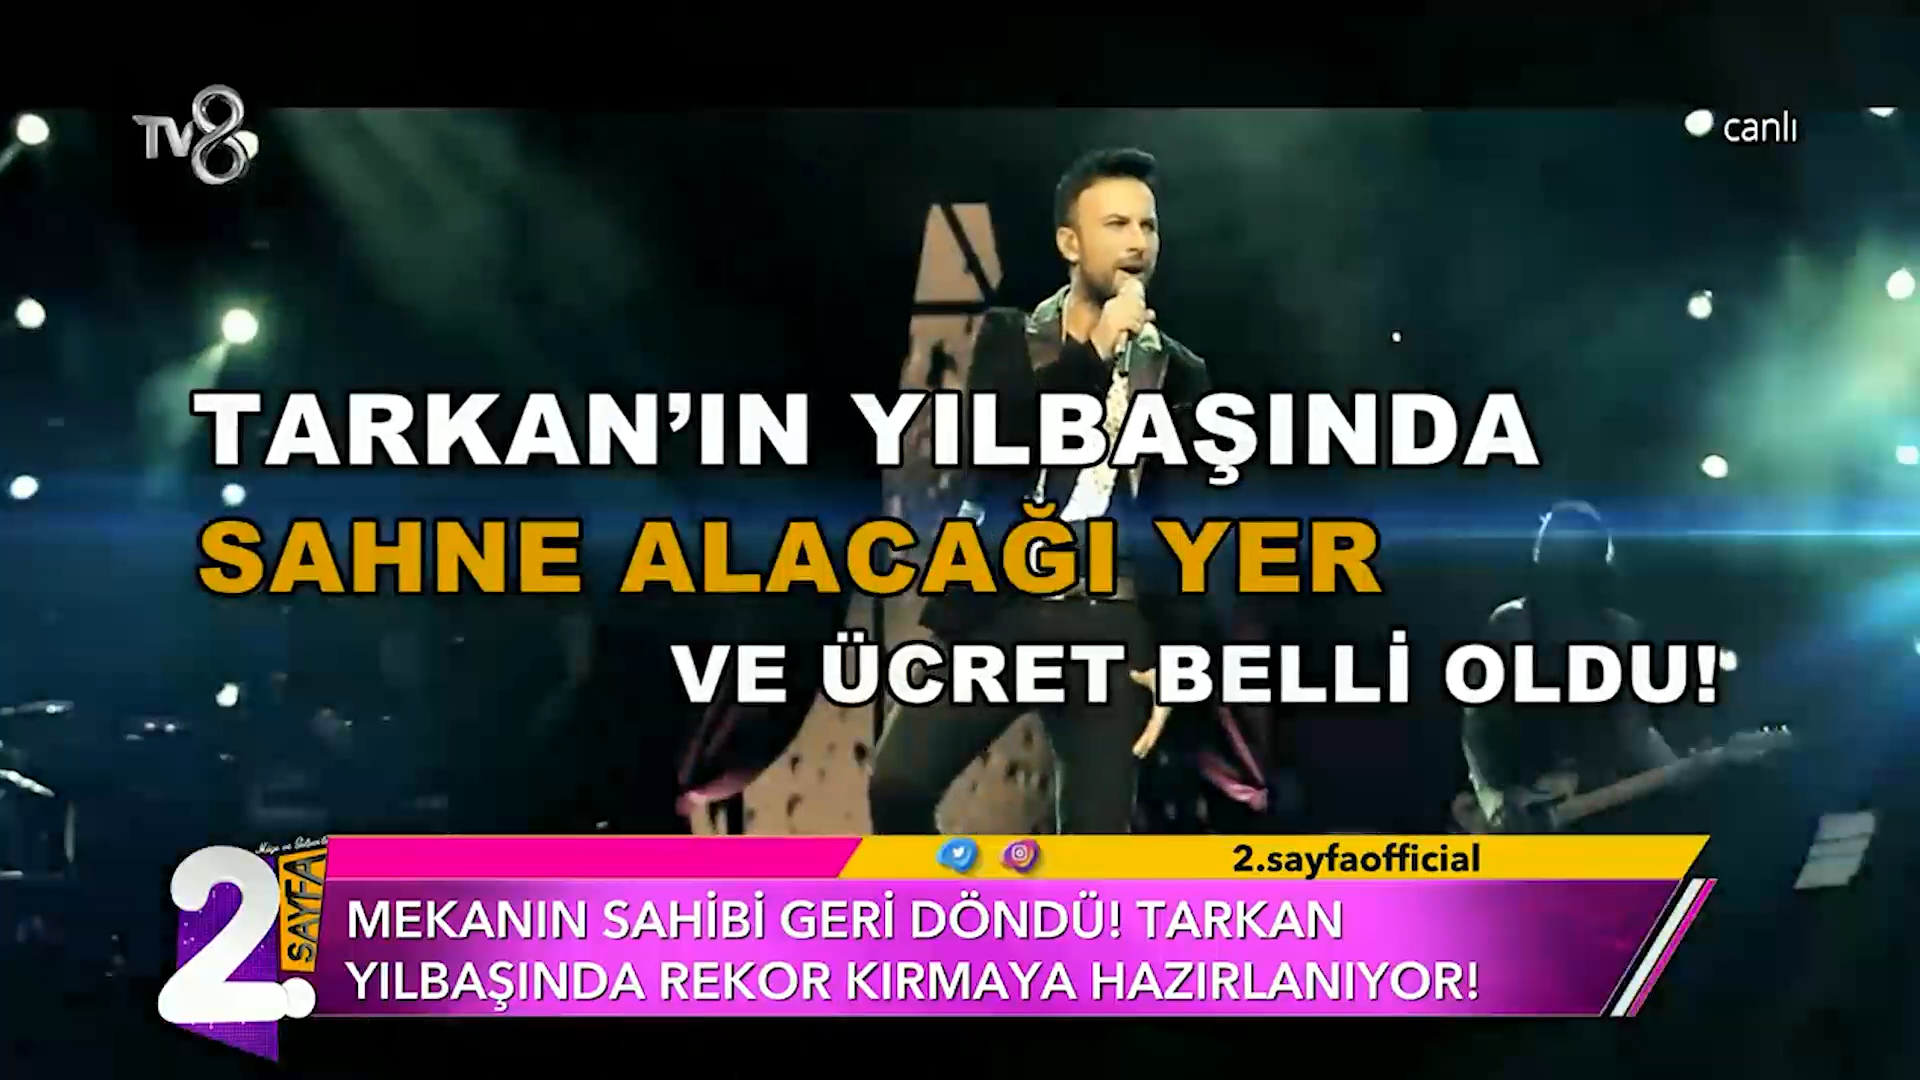 TV8
canlı
TARKAN’IN YILBAŞINDA
SAHNE ALACAĞI YER
VE ÜCRET BELLİ OLDU!
2.sayfaofficial
2. SAYFA
MEKANIN SAHİBİ GERİ DÖNDÜ! TARKAN
YILBAŞINDA REKOR KIRMAYA HAZIRLANIYOR!